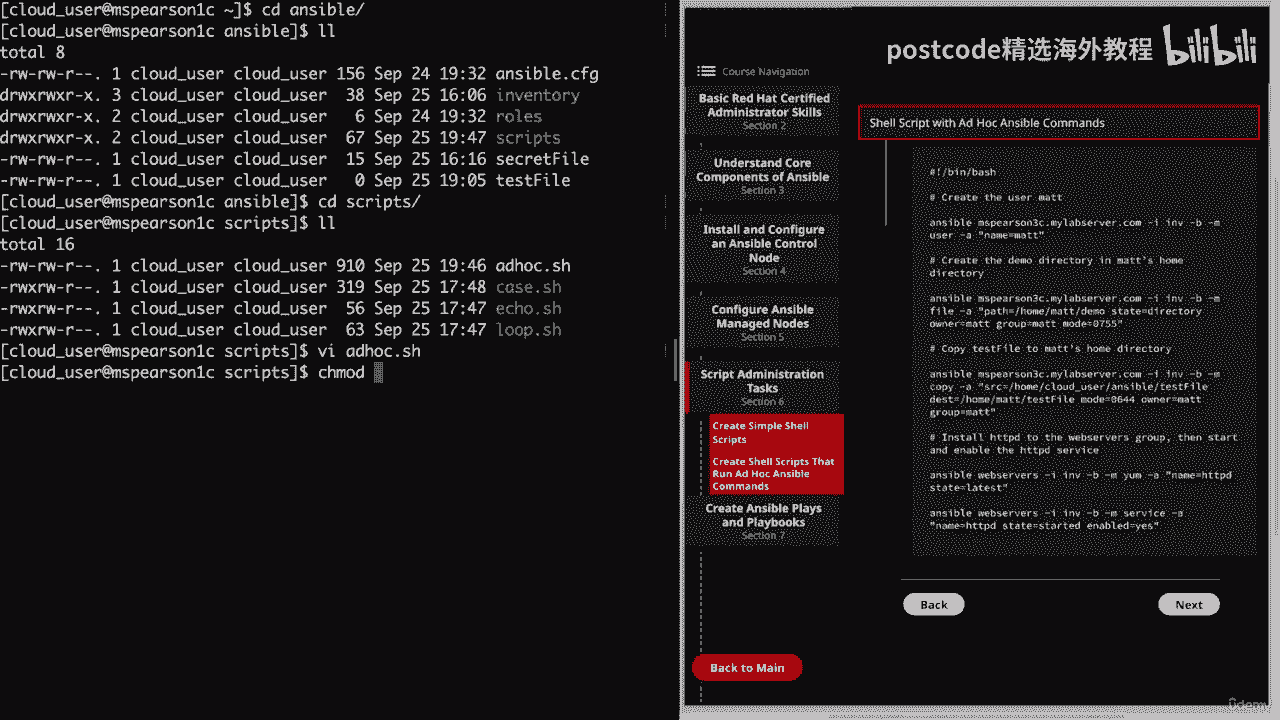 [cloud_user@mspearson1c ~]$ cd ansible/
[cloud_user@mspearson1c ansible]$ ll
total 8
-rw-rw-r--. 1 cloud_user cloud_user 156 Sep 24 19:32 ansible.cfg
drwxrwxr-x. 3 cloud_user cloud_user  38 Sep 25 16:06 inventory
drwxrwxr-x. 2 cloud_user cloud_user   6 Sep 24 19:32 roles
drwxrwxr-x. 2 cloud_user cloud_user  67 Sep 25 19:47 scripts
-rw-rw-r--. 1 cloud_user cloud_user  15 Sep 25 16:16 secretFile
-rw-rw-r--. 1 cloud_user cloud_user   0 Sep 25 19:05 testFile
[cloud_user@mspearson1c ansible]$ cd scripts/
[cloud_user@mspearson1c scripts]$ ll
total 16
-rw-rw-r--. 1 cloud_user cloud_user 910 Sep 25 19:46 adhoc.sh
-rwxrwxr-x. 1 cloud_user cloud_user 319 Sep 25 17:48 case.sh
-rwxrwxr-x. 1 cloud_user cloud_user  56 Sep 25 17:47 echo.sh
-rwxrwxr-x. 1 cloud_user cloud_user  63 Sep 25 17:47 loop.sh
[cloud_user@mspearson1c scripts]$ vi adhoc.sh
[cloud_user@mspearson1c scripts]$ chmod
postcode精选海外教程 bilibili
Course Navigation
Basic Red Hat Certified
Administrator Skills
Section 2
Understand Core
Components of Ansible
Section 3
Install and Configure
an Ansible Control
Node
Section 4
Configure Ansible
Managed Nodes
Section 5
Script Administration
Tasks
Section 6
Create Simple Shell
Scripts
Create Shell Scripts That
Run Ad Hoc Ansible
Commands
Create Ansible Plays
and Playbooks
Section 7
Back to Main
Shell Script with Ad Hoc Ansible Commands
#!/bin/bash
# Create the user matt
ansible mspearson3c.mylabserver.com -i inv -b -m
user -a "name=matt"
# Create the demo directory in matt's home
directory
ansible mspearson3c.mylabserver.com -i inv -b -m
file -a "path=/home/matt/demo state=directory
owner=matt group=matt mode=0755"
# Copy testFile to matt's home directory
ansible mspearson3c.mylabserver.com -i inv -b -m
copy -a "src=/home/cloud_user/ansible/testFile
dest=/home/matt/testFile mode=0644 owner=matt
group=matt"
# Install httpd to the webservers group, then start
and enable the httpd service
ansible webservers -i inv -b -m yum -a "name=httpd
state=latest"
ansible webservers -i inv -b -m service -a
"name=httpd state=started enabled=yes"
Back
Next
ûdemy